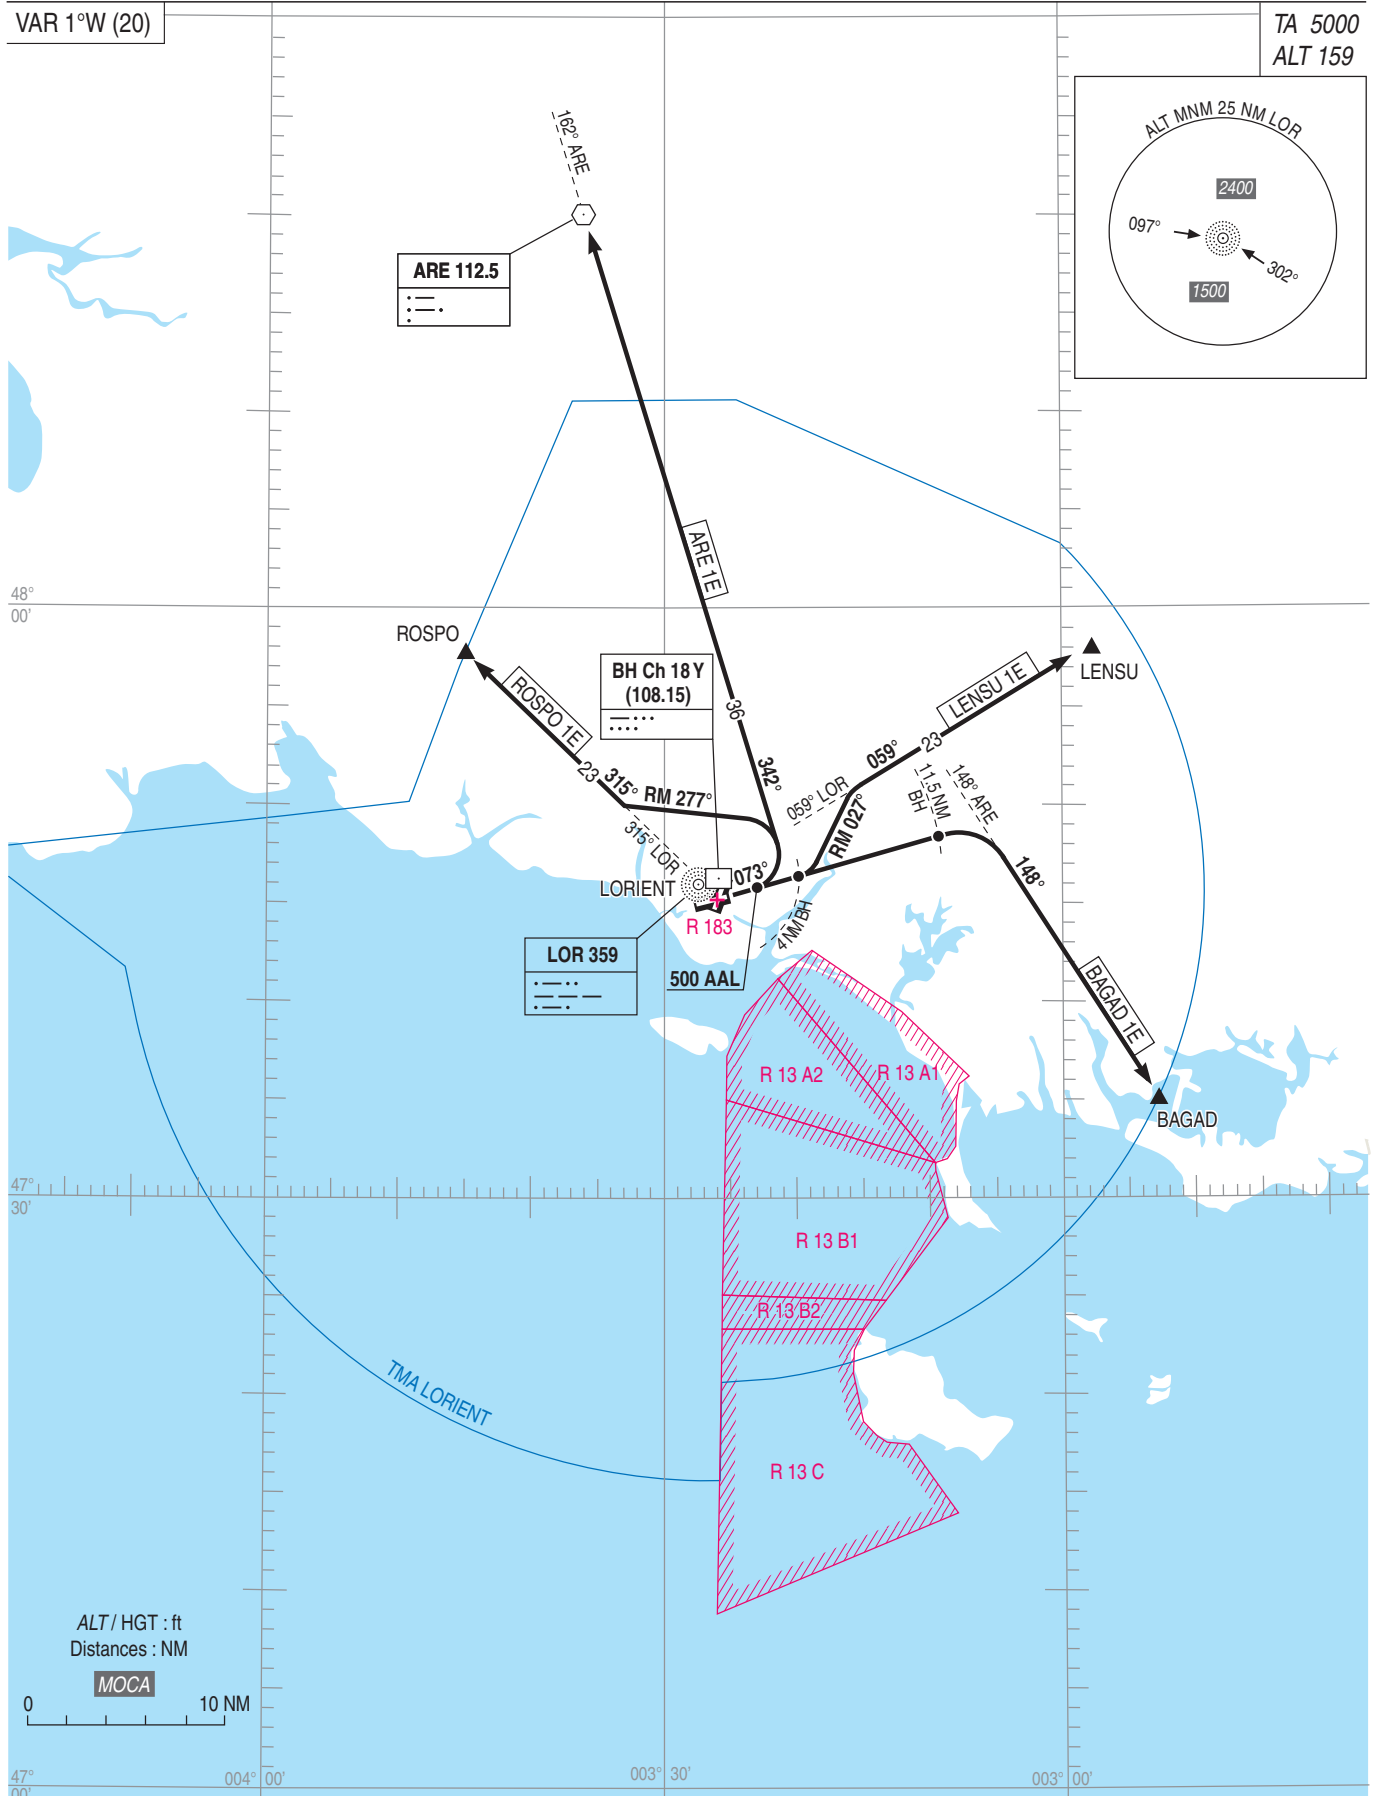 VAR 1°W (20)
TA 5000
ALT 159
ALT MNM 25 NM LOR
2400
097°
302°
1500
162° ARE
ARE 112.5
ARE 1E
48°
00'
ROSPO
BH Ch 18 Y
(108.15)
LENSU
LENSU 1E
ROSPO 1E
36
23
059°
23
315°
RM 277°
342°
059° LOR
RM 027°
11.5 NM
BH
148° ARE
315° LOR
LORIENT
073°
148°
R 183
4 NM BH
LOR 359
500 AAL
BAGAD 1E
R 13 A2
R 13 A1
BAGAD
47°
30'
R 13 B1
R 13 B2
TMA LORIENT
R 13 C
ALT / HGT : ft
Distances : NM
MOCA
0
10 NM
47°
00'
004° 00'
003° 30'
003° 00'